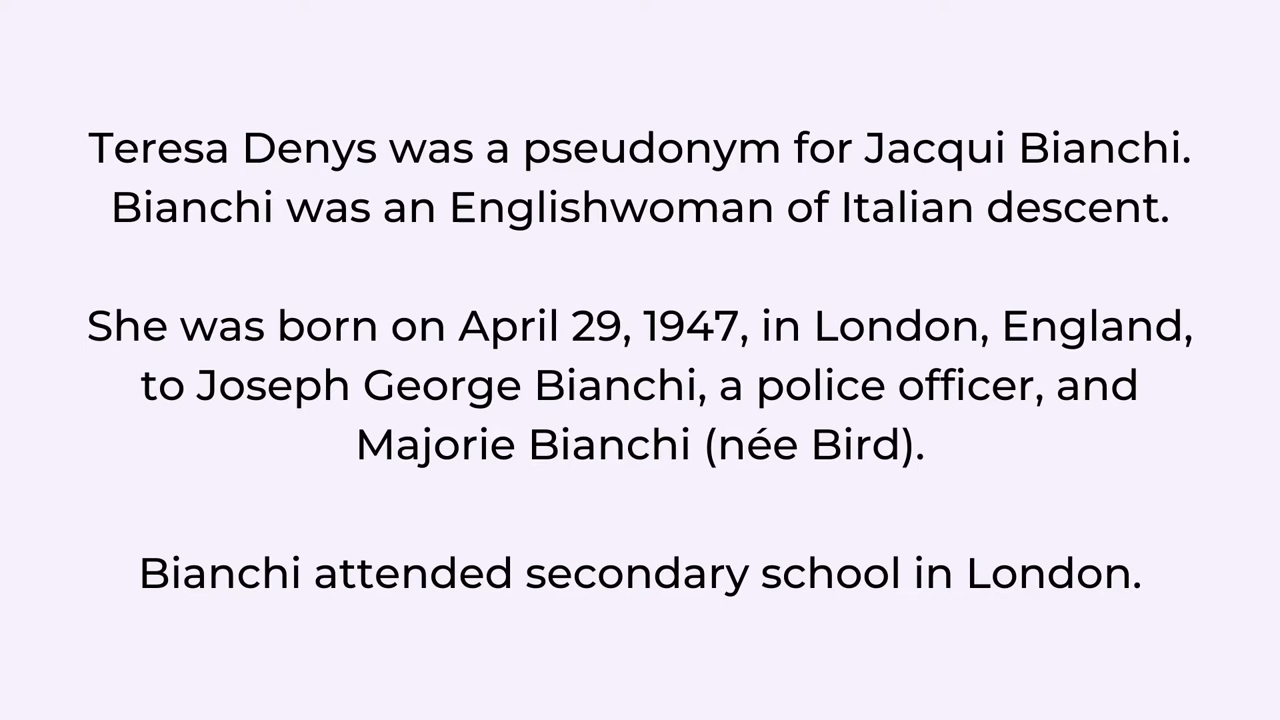 Teresa Denys was a pseudonym for Jacqui Bianchi.
Bianchi was an Englishwoman of Italian descent.
She was born on April 29, 1947, in London, England,
to Joseph George Bianchi, a police officer, and
Majorie Bianchi (née Bird).
Bianchi attended secondary school in London.